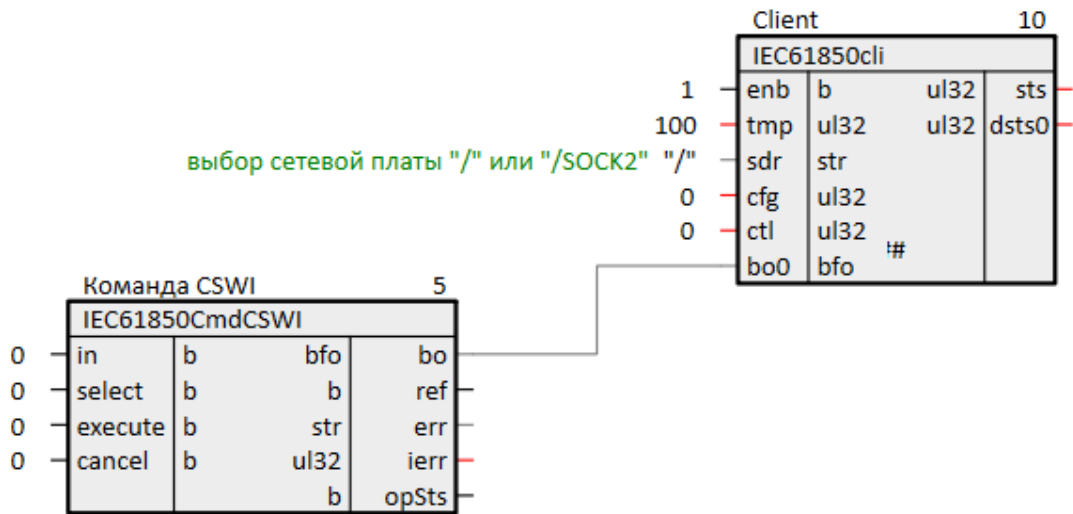 Client 10
IEC61850cli
1 enb b ul32 sts
100 tmp ul32 ul32 dsts0
выбор сетевой платы "/" или "/SOCK2" "/" sdr str
0 cfg ul32
0 ctl ul32
bo0 bfo
Команда CSWI 5
IEC61850CmdCSWI
0 in b bfo bo
0 select b b ref
0 execute b str err
0 cancel b ul32 ierr
b opSts